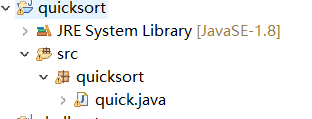 quicksort
JRE System Library [JavaSE-1.8]
src
quicksort
quick.java